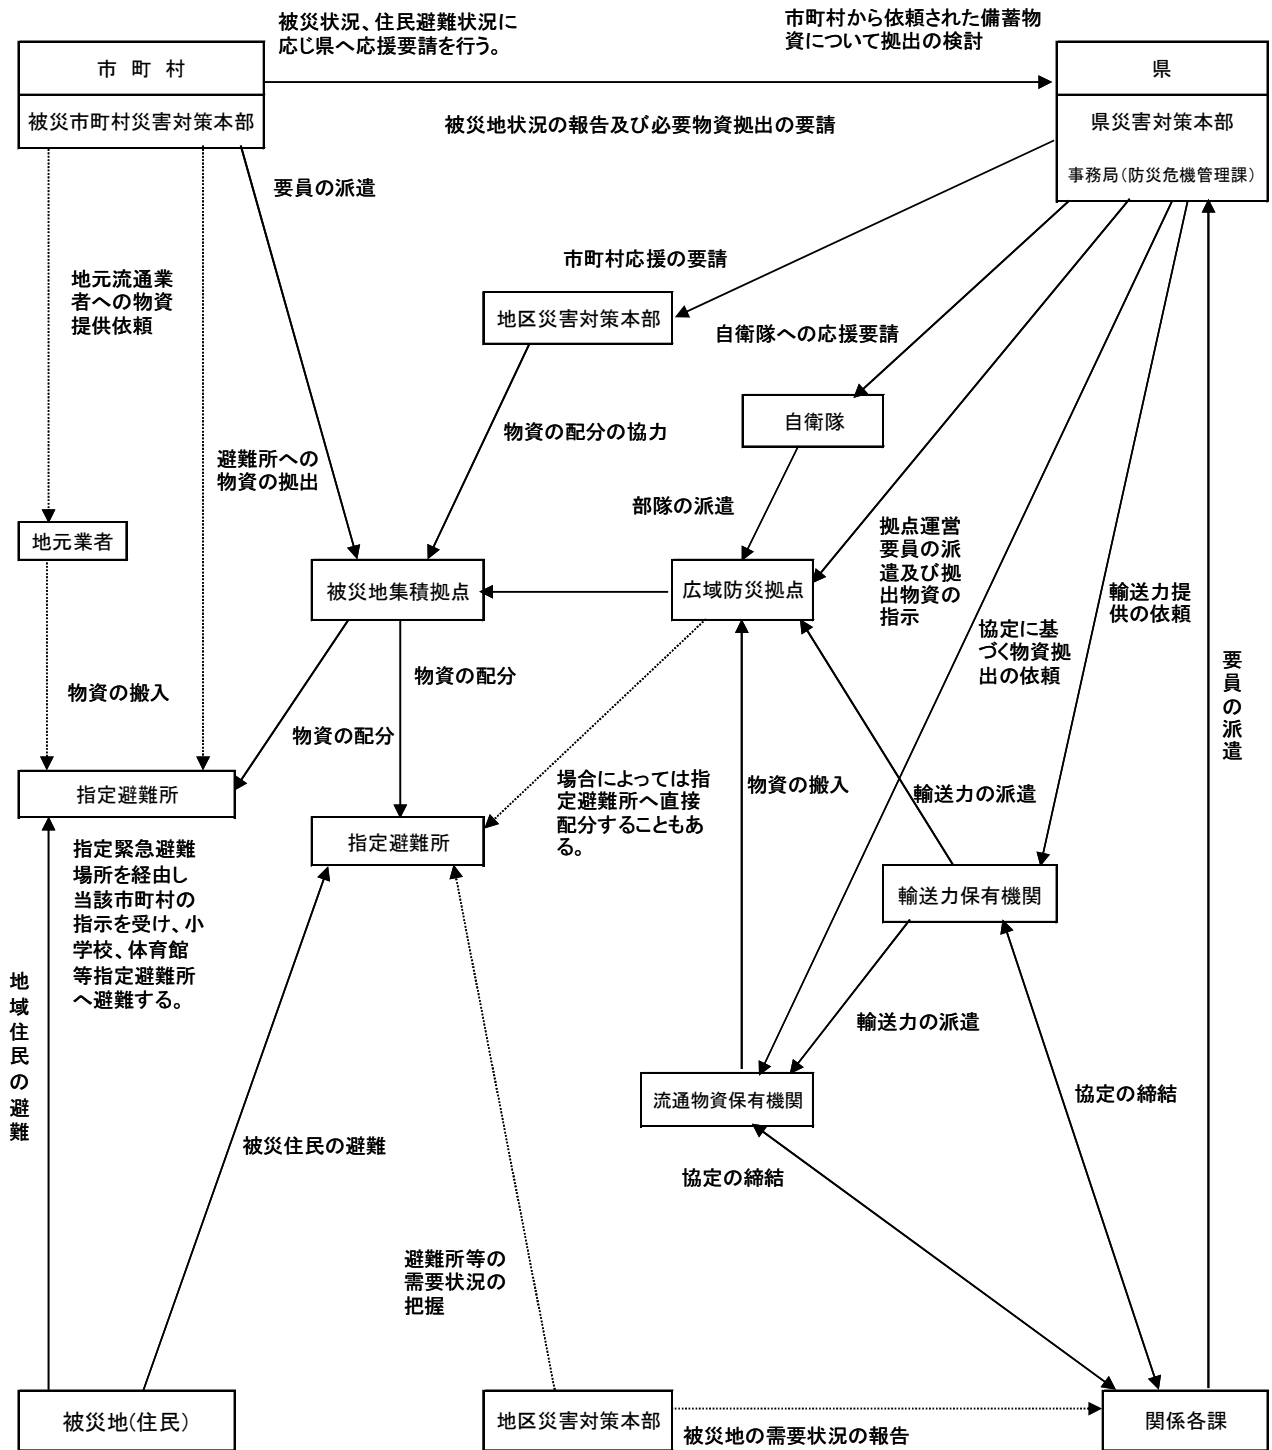 被災状況、住民避難状況に
応じ県へ応援要請を行う。
市町村から依頼された備蓄物
資について拠出の検討
市 町 村
県
被災市町村災害対策本部
被災地状況の報告及び必要物資拠出の要請
県災害対策本部
事務局(防災危機管理課)
要員の派遣
地元流通業
者への物資
提供依頼
市町村応援の要請
地区災害対策本部
自衛隊への応援要請
自衛隊
物資の配分の協力
避難所への
物資の拠出
部隊の派遣
拠点運営
要員の派
遣及び拠
出物資の
指示
地元業者
被災地集積拠点
広域防災拠点
輸送力提
供の依頼
協定に基
づく物資拠
出の依頼
要員の派遣
物資の搬入
物資の配分
物資の配分
指定避難所
場合によっては指
定避難所へ直接
配分することもあ
る。
物資の搬入
輸送力の派遣
指定避難所
指定緊急避難
場所を経由し
当該市町村の
指示を受け、小
学校、体育館
等指定避難所
へ避難する。
輸送力保有機関
地域住民の避難
輸送力の派遣
流通物資保有機関
協定の締結
被災住民の避難
協定の締結
避難所等の
需要状況の
把握
被災地(住民)
地区災害対策本部
被災地の需要状況の報告
関係各課